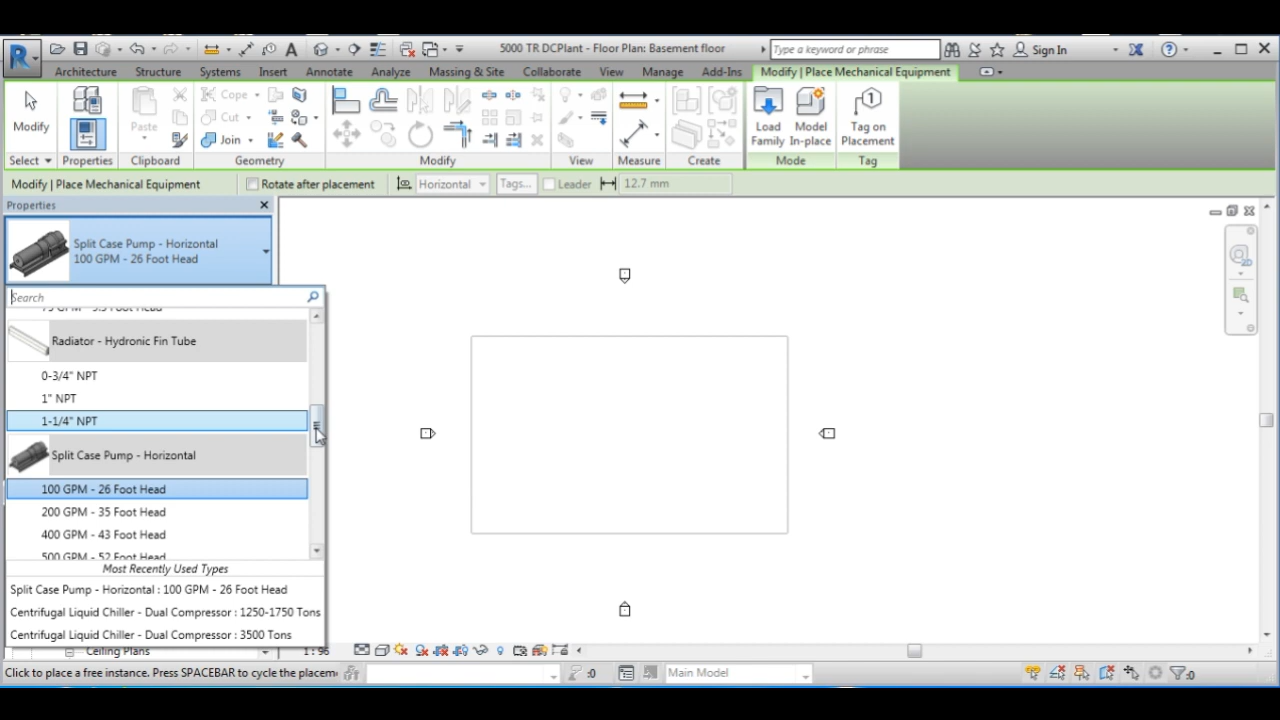 5000 TR DCPlant - Floor Plan: Basement floor
Type a keyword or phrase
Sign In
Architecture Structure Systems Insert Annotate Analyze Massing & Site Collaborate View Manage Add-Ins Modify | Place Mechanical Equipment
Modify
Paste
Cope
Cut
Join
Load Family
Model In-place
Tag on Placement
Select Properties Clipboard Geometry Modify View Measure Create Mode Tag
Modify | Place Mechanical Equipment Rotate after placement Horizontal Tags... Leader 12.7 mm
Properties
Split Case Pump - Horizontal
100 GPM - 26 Foot Head
Search
Radiator - Hydronic Fin Tube
0-3/4" NPT
1" NPT
1-1/4" NPT
Split Case Pump - Horizontal
100 GPM - 26 Foot Head
200 GPM - 35 Foot Head
400 GPM - 43 Foot Head
500 GPM - 52 Foot Head
Most Recently Used Types
Split Case Pump - Horizontal : 100 GPM - 26 Foot Head
Centrifugal Liquid Chiller - Dual Compressor : 1250-1750 Tons
Centrifugal Liquid Chiller - Dual Compressor : 3500 Tons
Ceiling Plans
1 : 96
Click to place a free instance. Press SPACEBAR to cycle the placem
:0
Main Model
:0